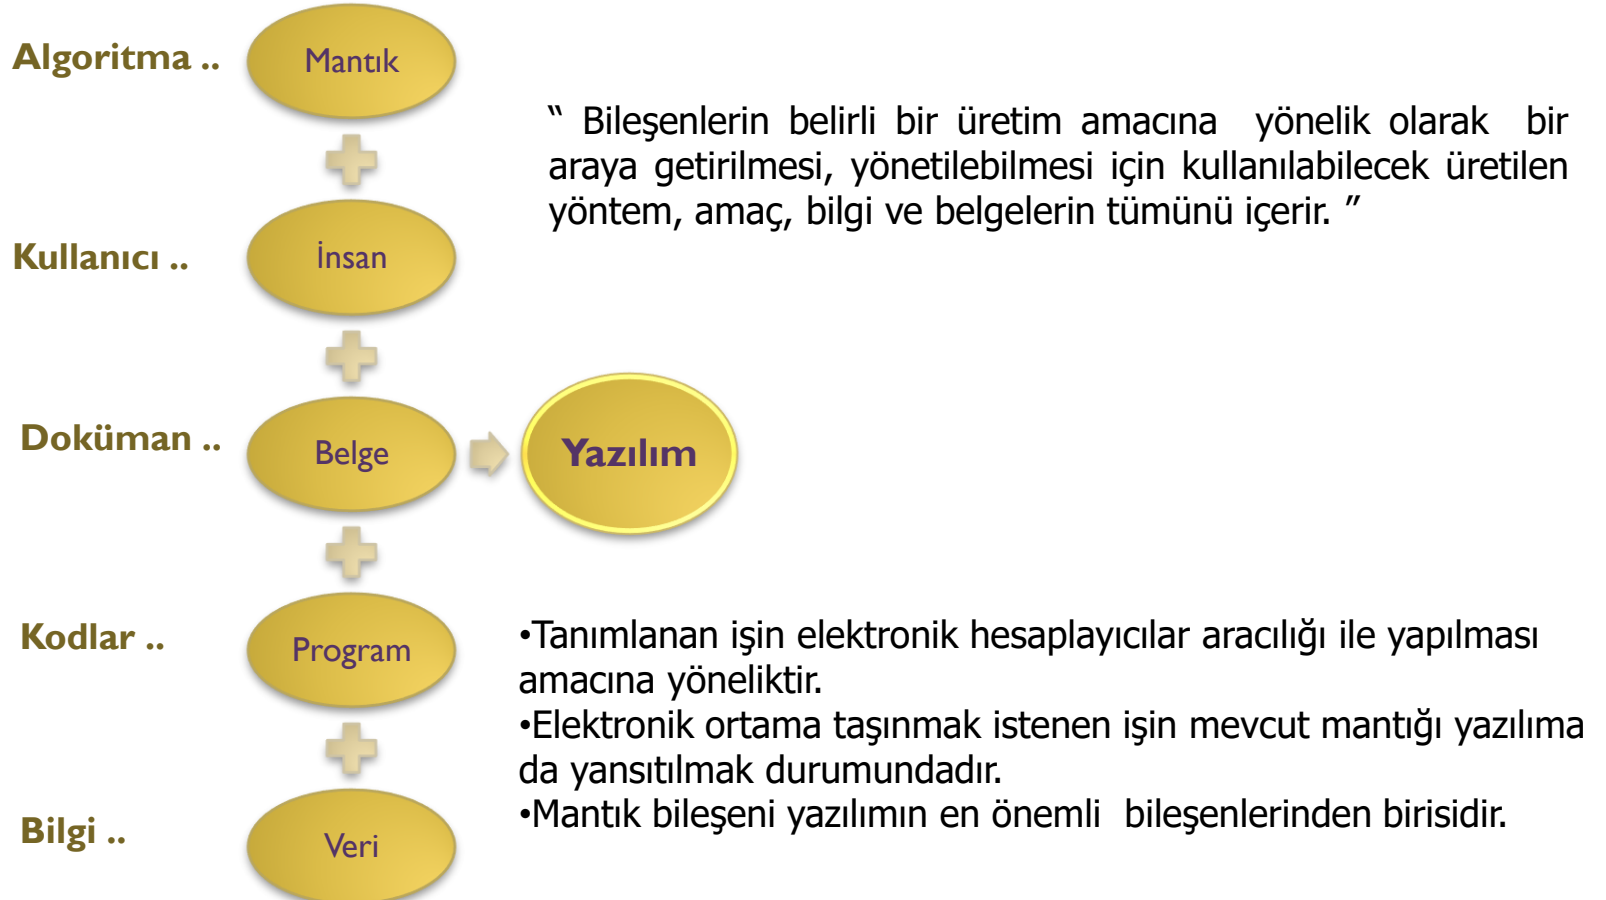 Algoritma ..
Mantık
“ Bileşenlerin belirli bir üretim amacına yönelik olarak bir
araya getirilmesi, yönetilebilmesi için kullanılabilecek üretilen
yöntem, amaç, bilgi ve belgelerin tümünü içerir. ”
Kullanıcı ..
İnsan
Doküman ..
Belge
Yazılım
Kodlar ..
Program
•Tanımlanan işin elektronik hesaplayıcılar aracılığı ile yapılması
amacına yöneliktir.
•Elektronik ortama taşınmak istenen işin mevcut mantığı yazılıma
da yansıtılmak durumundadır.
•Mantık bileşeni yazılımın en önemli bileşenlerinden birisidir.
Bilgi ..
Veri